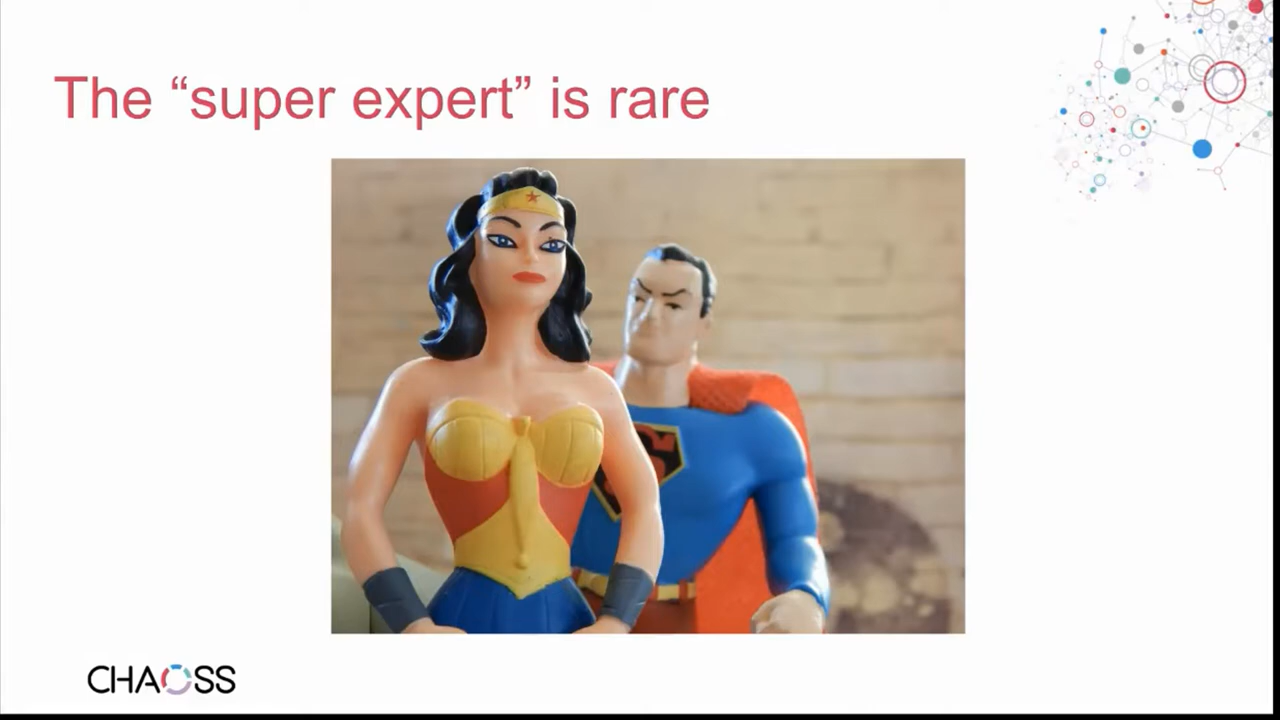 The “super expert” is rare
S
CHAOSS